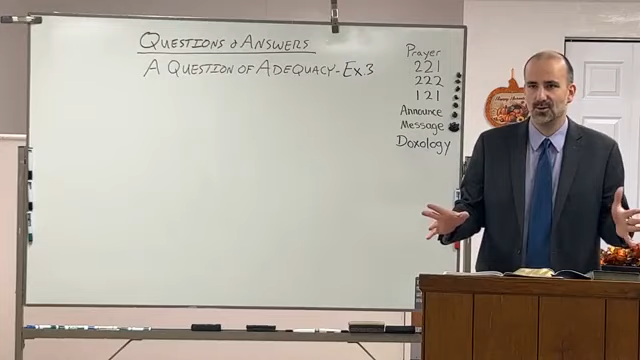 QUESTIONS & ANSWERS
A QUESTION OF ADEQUACY - EX. 3
Prayer
221
222
121
Announce
Message
Doxology